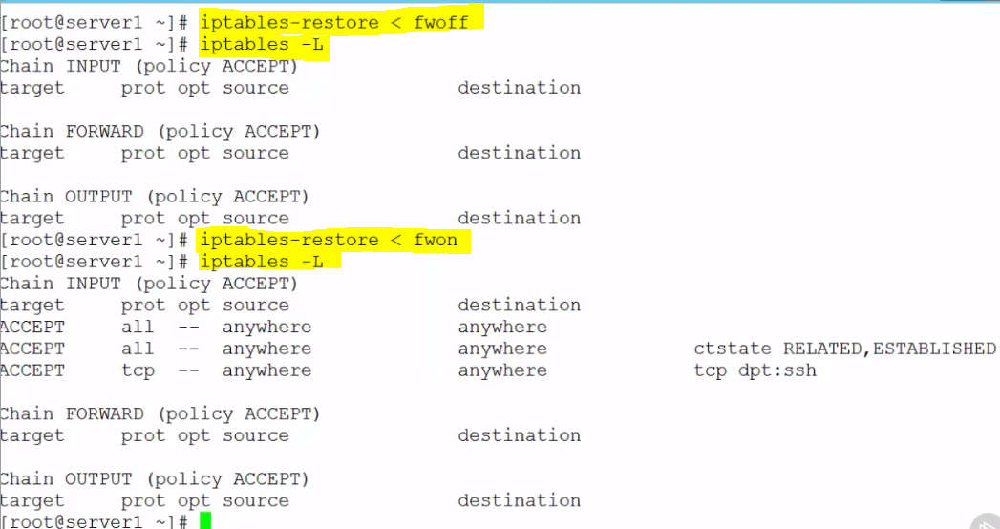 [root@server1 ~]# iptables-restore < fwoff
[root@server1 ~]# iptables -L
Chain INPUT (policy ACCEPT)
target     prot opt source               destination

Chain FORWARD (policy ACCEPT)
target     prot opt source               destination

Chain OUTPUT (policy ACCEPT)
target     prot opt source               destination
[root@server1 ~]# iptables-restore < fwon
[root@server1 ~]# iptables -L
Chain INPUT (policy ACCEPT)
target     prot opt source               destination
ACCEPT     all  --  anywhere             anywhere
ACCEPT     all  --  anywhere             anywhere             ctstate RELATED,ESTABLISHED
ACCEPT     tcp  --  anywhere             anywhere             tcp dpt:ssh

Chain FORWARD (policy ACCEPT)
target     prot opt source               destination

Chain OUTPUT (policy ACCEPT)
target     prot opt source               destination
[root@server1 ~]#